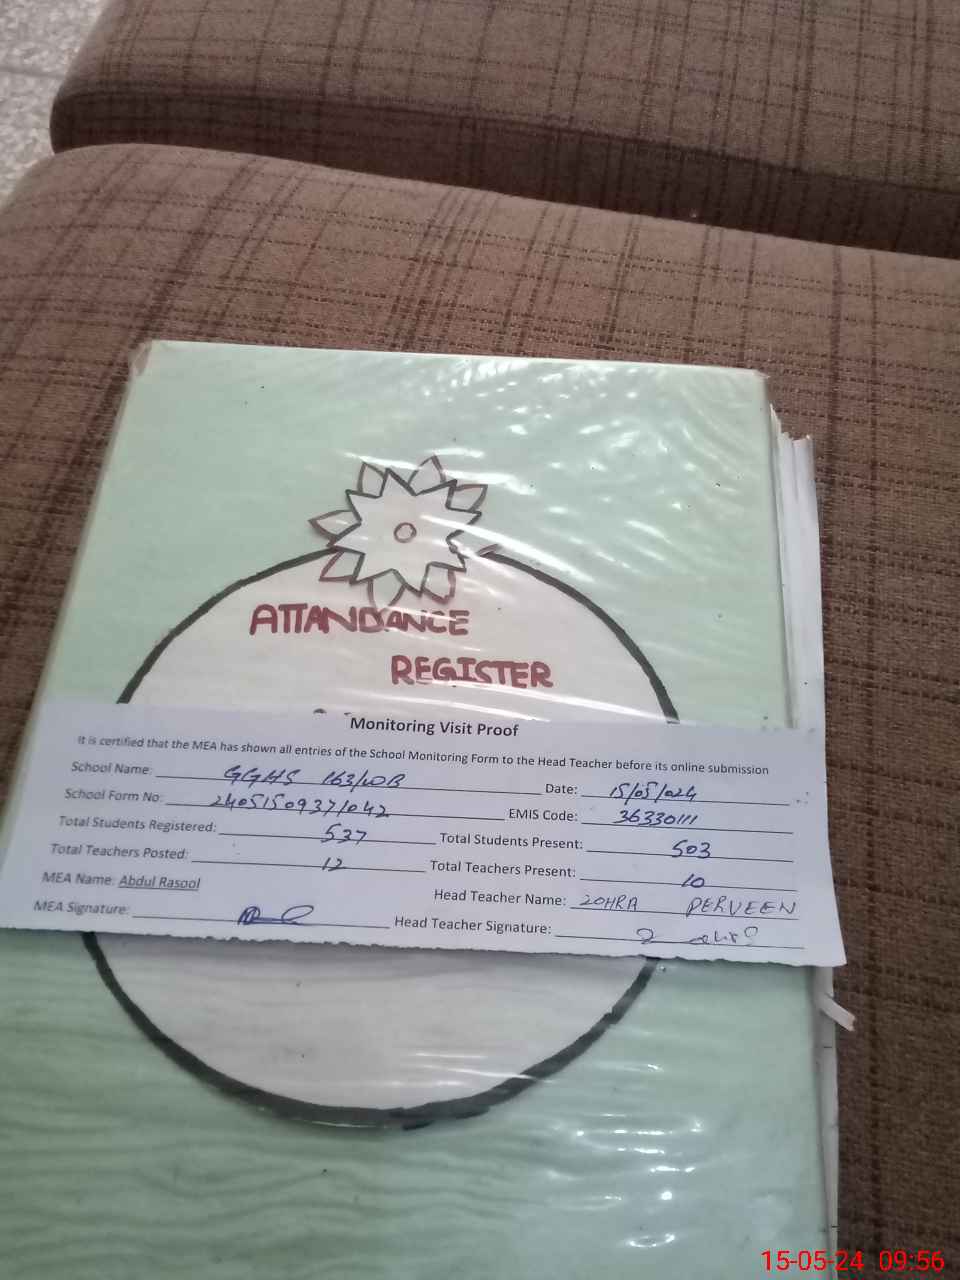 ATTANDANCE
REGISTER
Monitoring Visit Proof
It is certified that the MEA has shown all entries of the School Monitoring Form to the Head Teacher before its online submission
School Name: GGHS 163/WB Date: 15/05/024
School Form No: 24051509371042 EMIS Code: 36330111
Total Students Registered: 537 Total Students Present: 503
Total Teachers Posted: 12 Total Teachers Present: 10
MEA Name: Abdul Rasool Head Teacher Name: ZOHRA PERVEEN
MEA Signature: Head Teacher Signature:
15-05-24 09:56